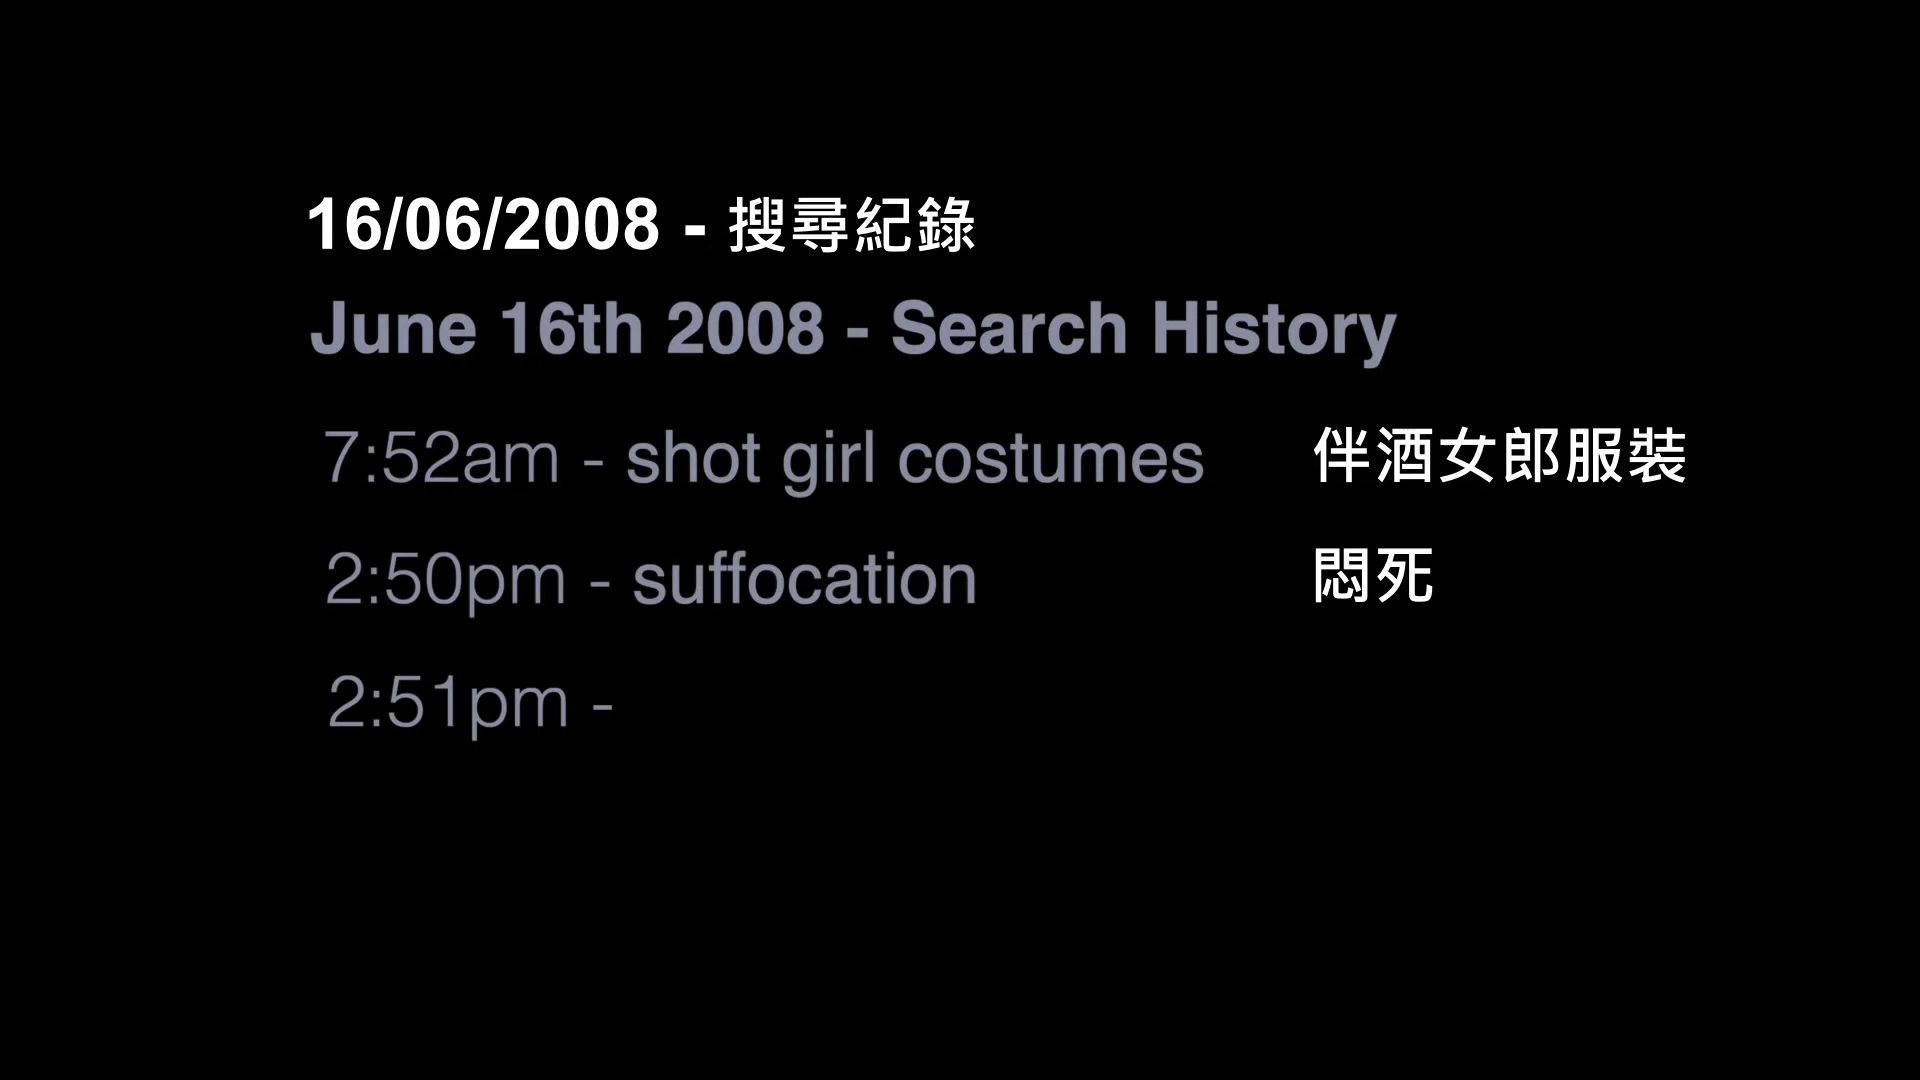 16/06/2008 - 搜尋紀錄
June 16th 2008 - Search History
7:52am - shot girl costumes 伴酒女郎服裝
2:50pm - suffocation 悶死
2:51pm -